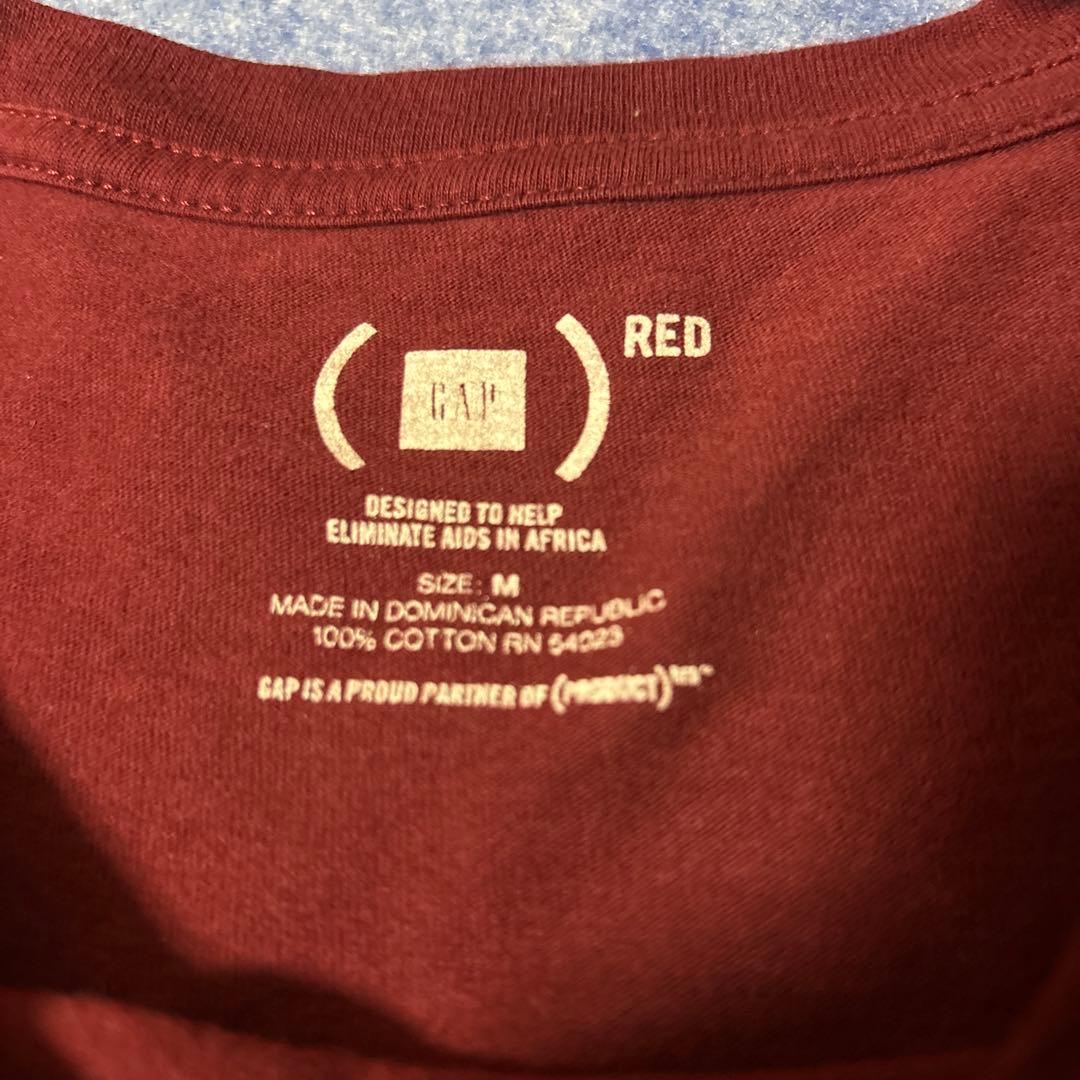 ( GAP ) RED
DESIGNED TO HELP
ELIMINATE AIDS IN AFRICA
SIZE: M
MADE IN DOMINICAN REPUBLIC
100% COTTON RN 54023
GAP IS A PROUD PARTNER OF (PRODUCT) RED™